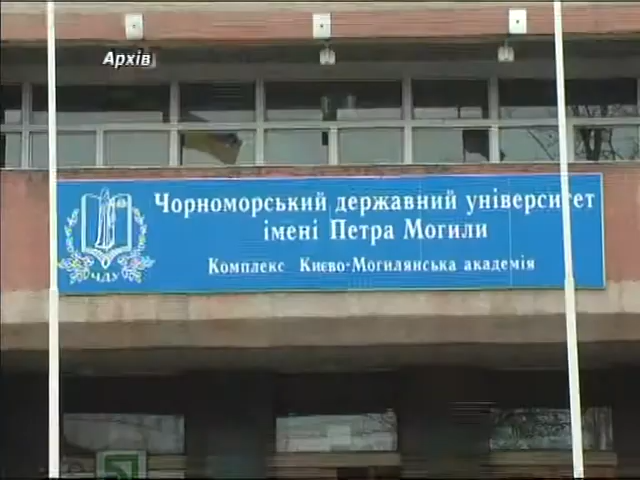 Архів
Чорноморський державний університет
імені Петра Могили
Комплекс Києво-Могилянська академія
ЧДУ